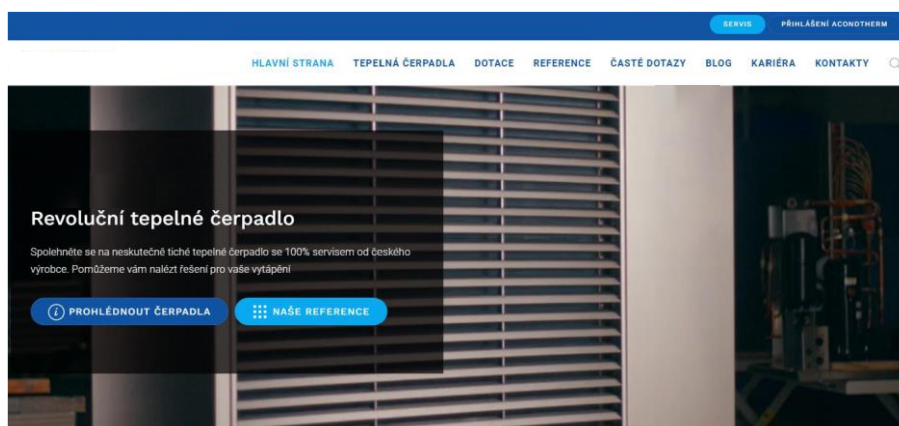 SERVIS PŘIHLÁŠENÍ ACONDTHERM
HLAVNÍ STRANA TEPELNÁ ČERPADLA DOTACE REFERENCE ČASTÉ DOTAZY BLOG KARIÉRA KONTAKTY
Revoluční tepelné čerpadlo
Spolehněte se na neskutečně tiché tepelné čerpadlo se 100% servisem od českého
výrobce. Pomůžeme vám nalézt řešení pro vaše vytápění
PROHLÉDNOUT ČERPADLA NAŠE REFERENCE